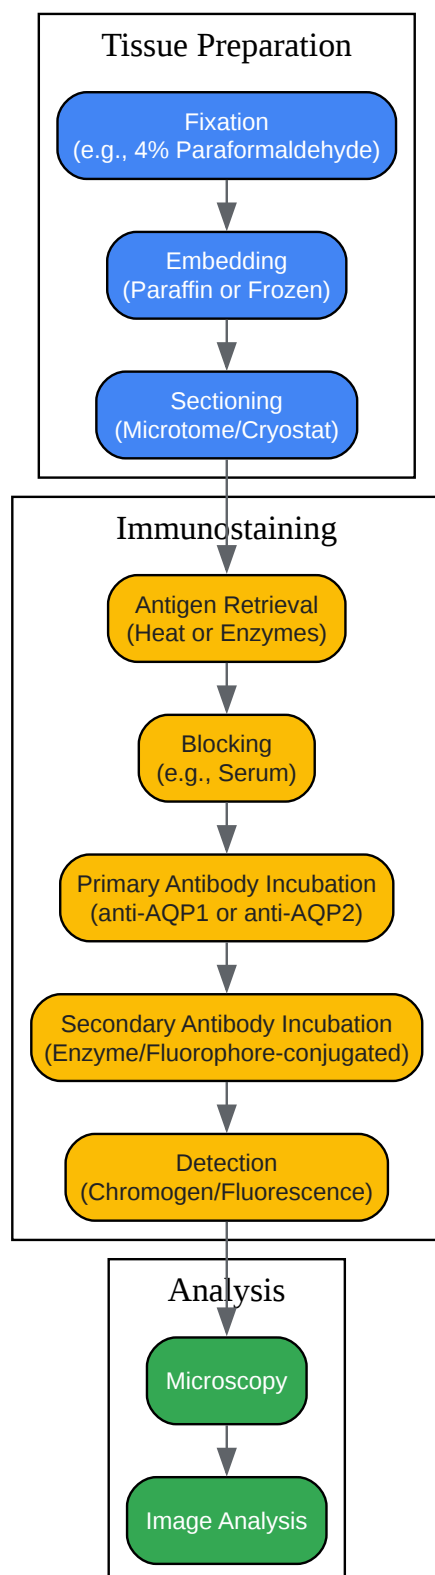 Tissue Preparation
Fixation
(e.g., 4% Paraformaldehyde)
Embedding
(Paraffin or Frozen)
Sectioning
(Microtome/Cryostat)
Immunostaining
Antigen Retrieval
(Heat or Enzymes)
Blocking
(e.g., Serum)
Primary Antibody Incubation
(anti-AQP1 or anti-AQP2)
Secondary Antibody Incubation
(Enzyme/Fluorophore-conjugated)
Detection
(Chromogen/Fluorescence)
Analysis
Microscopy
Image Analysis